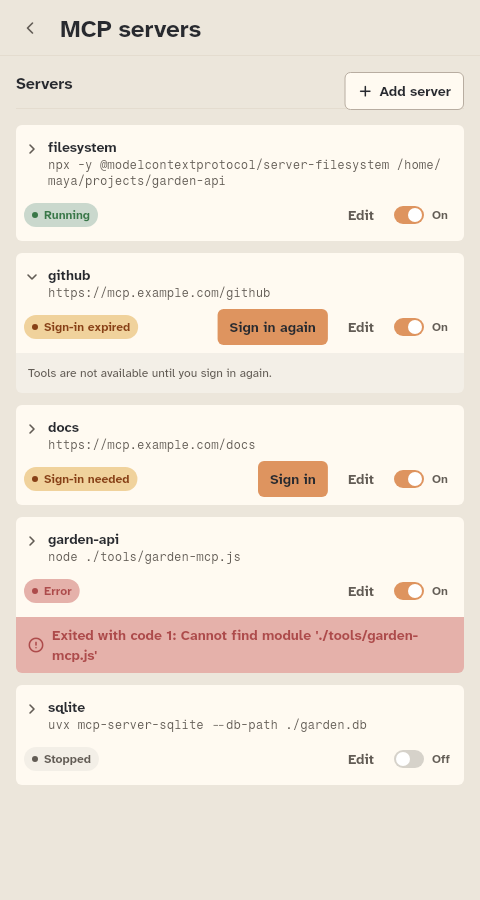 MCP servers
Servers
Add server
filesystem
npx -y @modelcontextprotocol/server-filesystem /home/
maya/projects/garden-api
Running
Edit
On
github
https://mcp.example.com/github
Sign-in expired
Sign in again
Edit
On
Tools are not available until you sign in again.
docs
https://mcp.example.com/docs
Sign-in needed
Sign in
Edit
On
garden-api
node ./tools/garden-mcp.js
Error
Edit
On
Exited with code 1: Cannot find module './tools/garden-
mcp.js'
sqlite
uvx mcp-server-sqlite --db-path ./garden.db
Stopped
Edit
Off